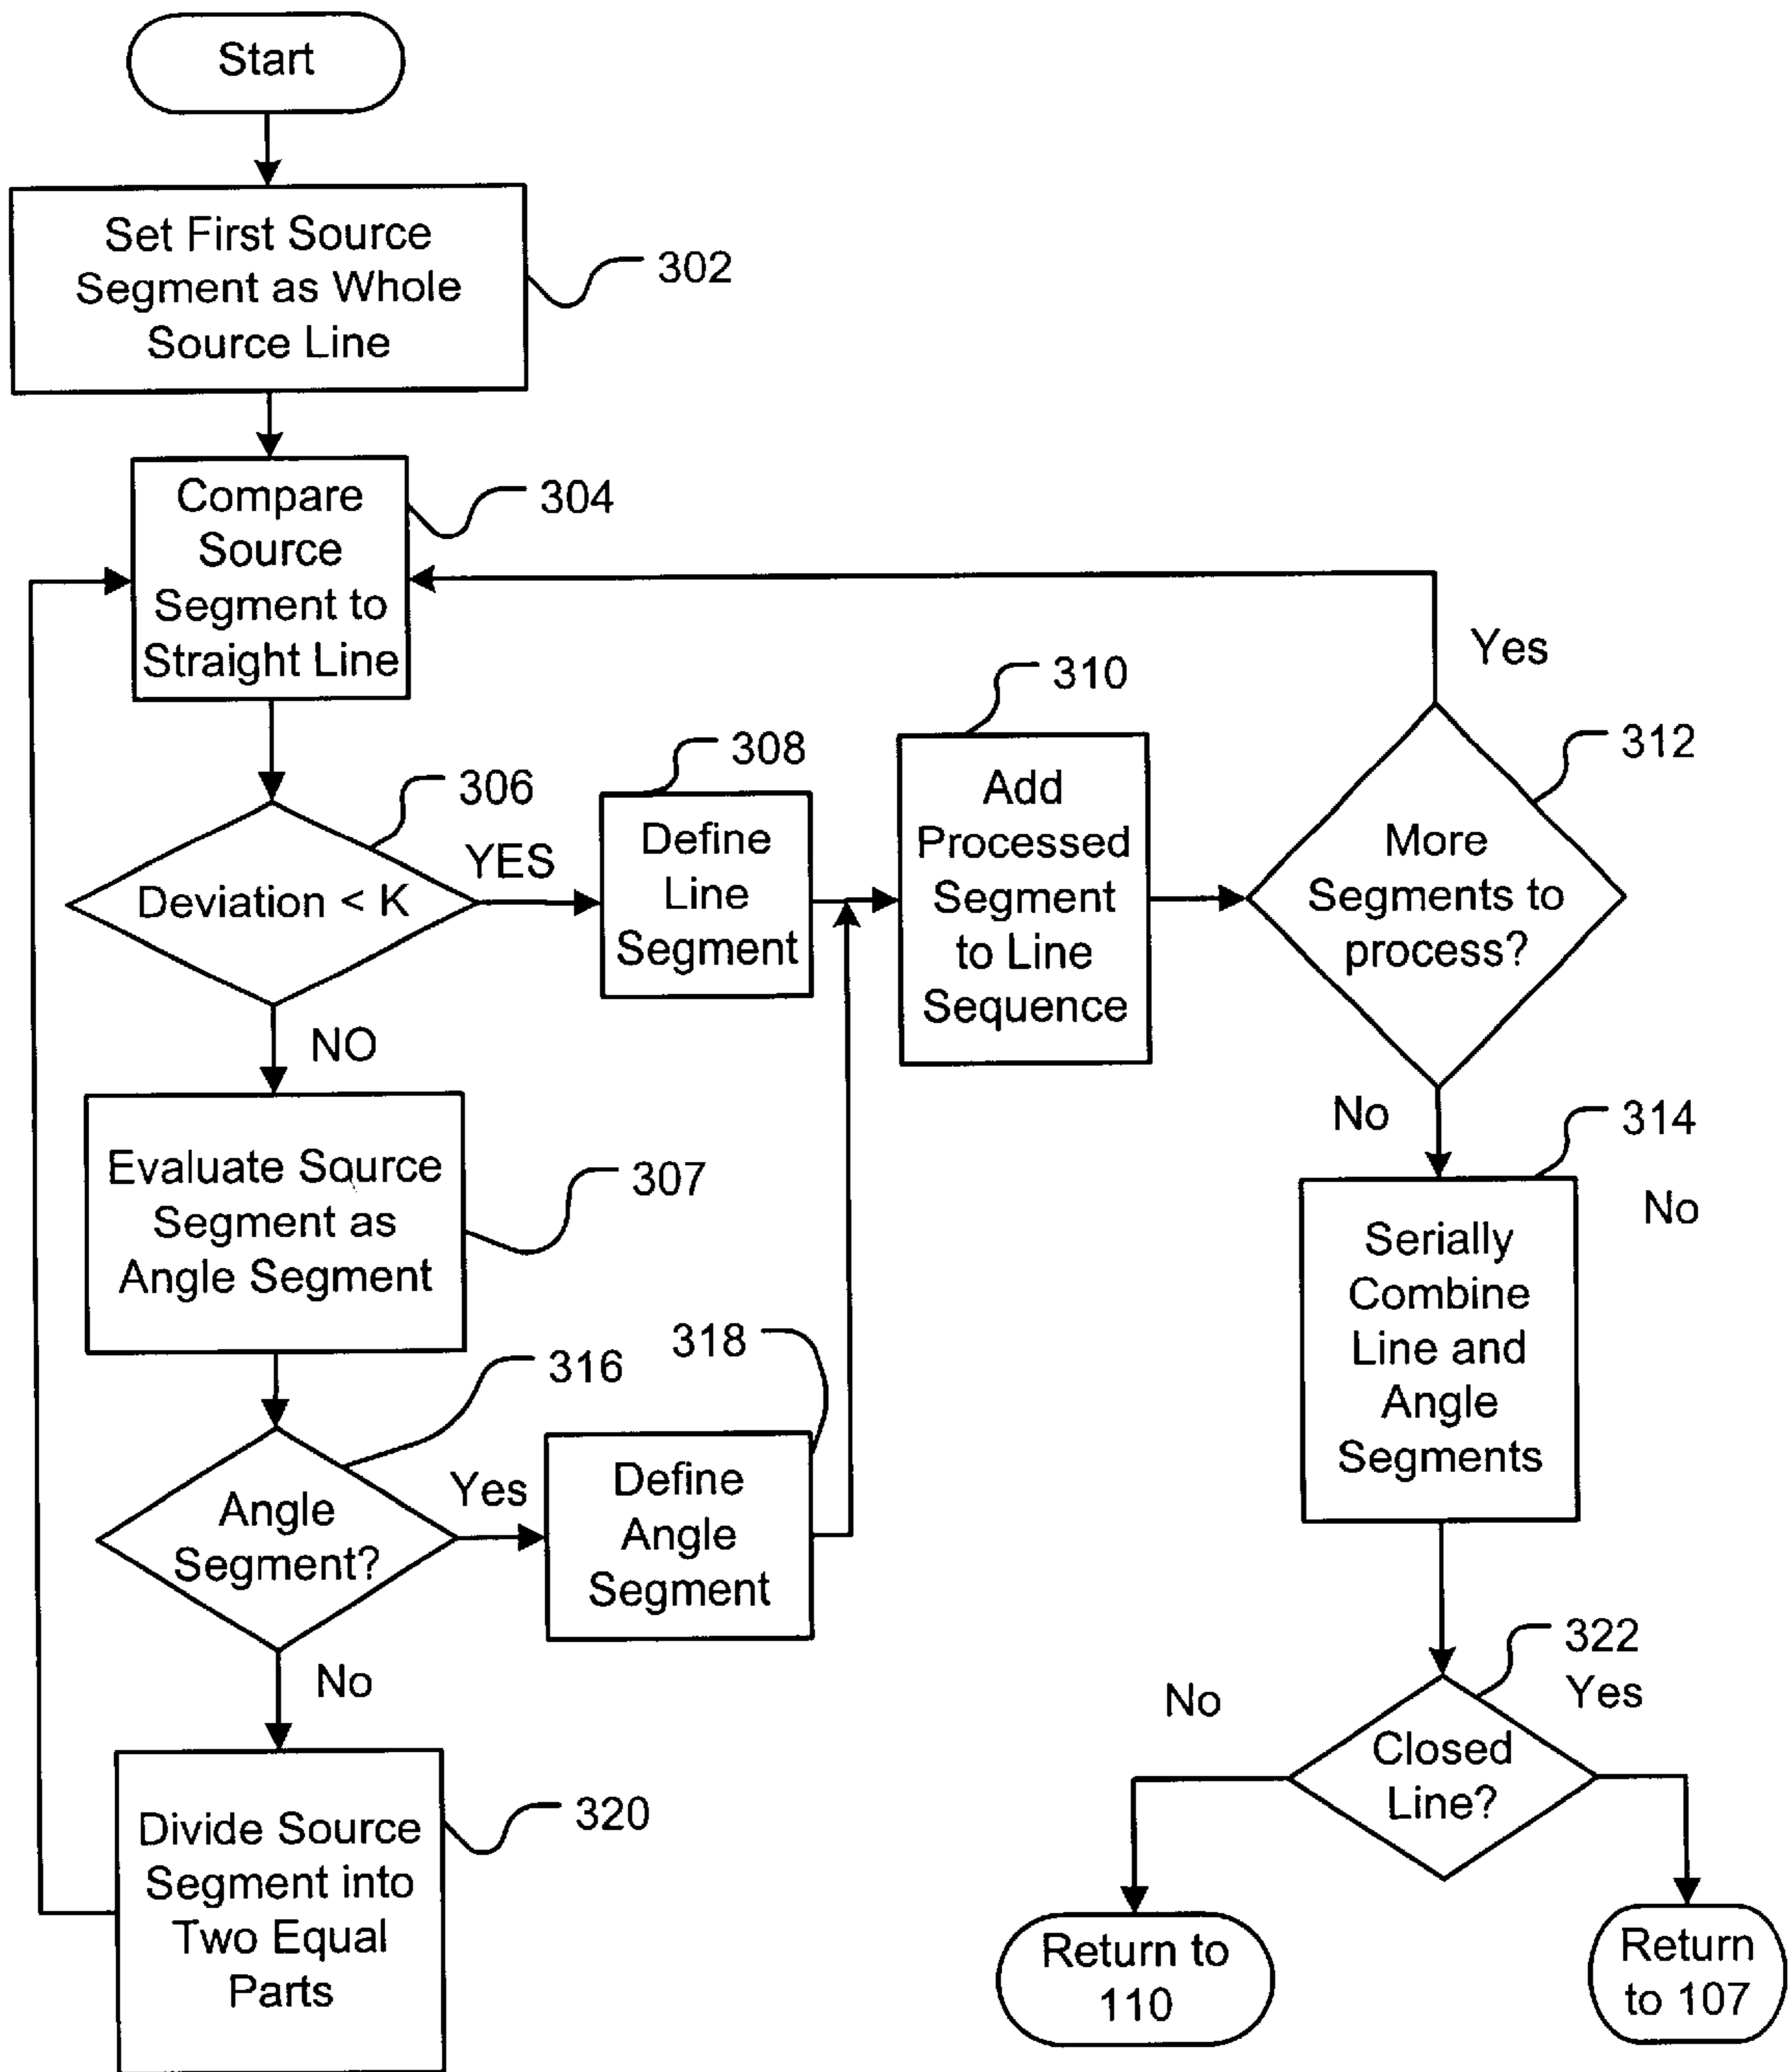 Start
Set First Source
Segment as Whole
Source Line
302
Compare
Source
Segment to
Straight Line
304
Yes
306
Deviation < K
YES
NO
308
Define
Line
Segment
310
Add
Processed
Segment
to Line
Sequence
312
More
Segments to
process?
No
314
No
Evaluate Source
Segment as
Angle Segment
307
Serially
Combine
Line and
Angle
Segments
316
Angle
Segment?
Yes
318
Define
Angle
Segment
No
Divide Source
Segment into
Two Equal
Parts
320
322
No
Yes
Closed
Line?
Return to
110
Return
to 107